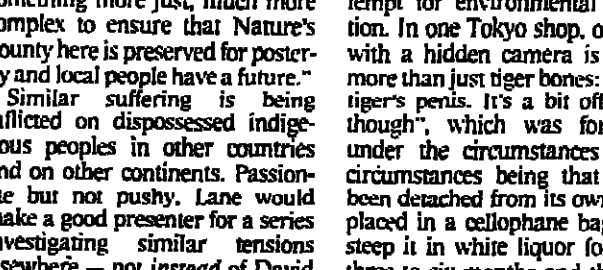 something more just, much more
complex to ensure that Nature's
bounty here is preserved for poster-
ity and local people have a future."
Similar suffering is being
inflicted on dispossessed indige-
nous peoples in other countries
and on other continents. Passion-
ate but not pushy. Lane would
make a good presenter for a series
investigating similar tensions
elsewhere — not instead of David
tempt for environmental
tion. In one Tokyo shop, o
with a hidden camera is
more than just tiger bones:
tiger's penis. It's a bit off
though", which was for
under the circumstances
circumstances being that
been detached from its own
placed in a cellophane bag
steep it in white liquor fo
three to six months and th